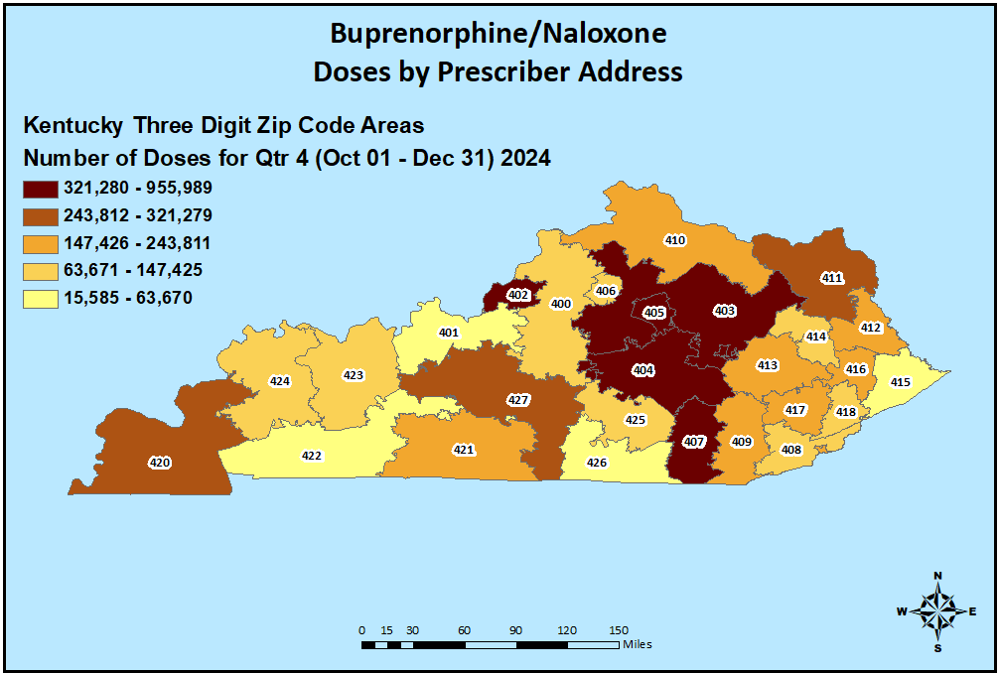 Buprenorphine/Naloxone
Doses by Prescriber Address
Kentucky Three Digit Zip Code Areas
Number of Doses for Qtr 4 (Oct 01 - Dec 31) 2024
321,280 - 955,989
243,812 - 321,279
147,426 - 243,811
63,671 - 147,425
15,585 - 63,670
410
411
402
400
406
405
403
412
401
414
404
413
416
415
424
423
427
425
417
418
407
409
408
420
422
421
426
N
W
E
S
0 15 30 60 90 120 150
Miles